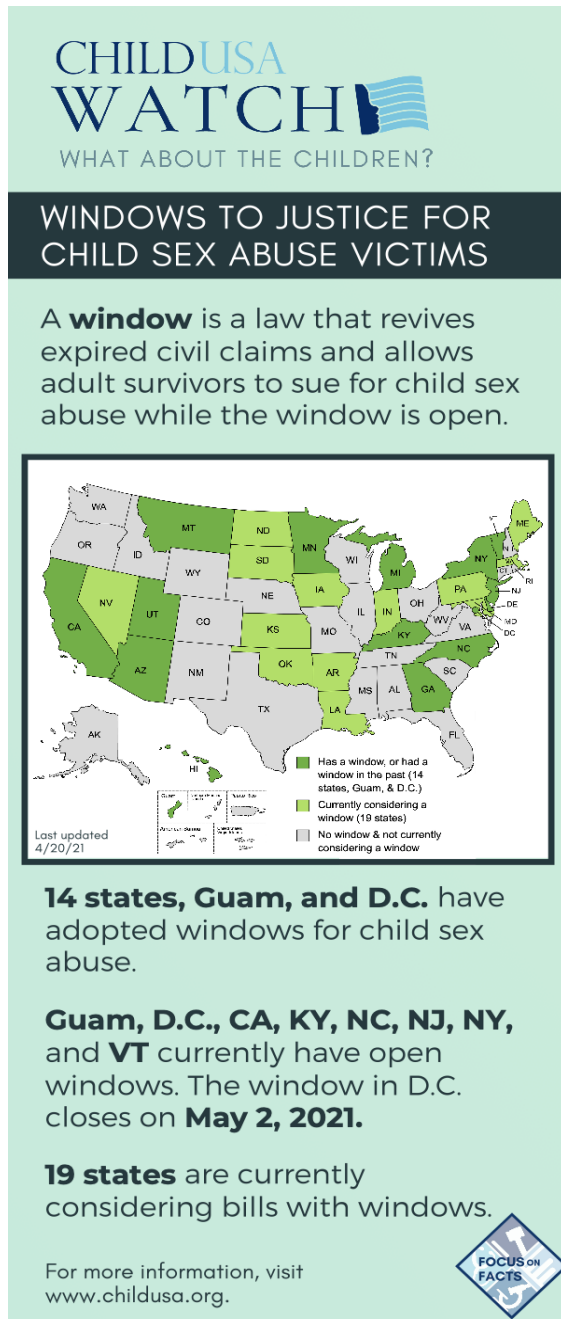 CHILDUSA
WATCH
WHAT ABOUT THE CHILDREN?
WINDOWS TO JUSTICE FOR
CHILD SEX ABUSE VICTIMS
A window is a law that revives
expired civil claims and allows
adult survivors to sue for child sex
abuse while the window is open.
WA
MT
ND
ME
OR
ID
MN
SD
WI
NY
WY
MI
RI
IA
PA
NJ
NE
OH
DE
NV
IL
IN
MD
UT
CO
WV
VA
DC
CA
KS
MO
KY
NC
TN
AZ
NM
OK
AR
SC
MS
AL
GA
TX
LA
FL
AK
HI
Guam
American Samoa
Has a window, or had a
window in the past (14
states, Guam, & D.C.)
Currently considering a
window (19 states)
No window & not currently
considering a window
Last updated
4/20/21
14 states, Guam, and D.C. have
adopted windows for child sex
abuse.
Guam, D.C., CA, KY, NC, NJ, NY,
and VT currently have open
windows. The window in D.C.
closes on May 2, 2021.
19 states are currently
considering bills with windows.
For more information, visit
www.childusa.org.
FOCUS ON
FACTS